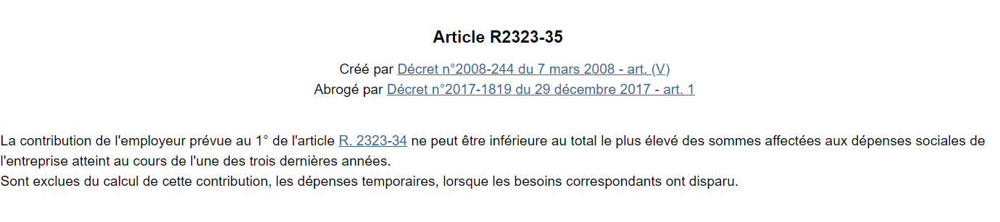 Article R2323-35
Créé par Décret n°2008-244 du 7 mars 2008 - art. (V)
Abrogé par Décret n°2017-1819 du 29 décembre 2017 - art. 1
La contribution de l'employeur prévue au 1° de l'article R. 2323-34 ne peut être inférieure au total le plus élevé des sommes affectées aux dépenses sociales de
l'entreprise atteint au cours de l'une des trois dernières années.
Sont exclues du calcul de cette contribution, les dépenses temporaires, lorsque les besoins correspondants ont disparu.